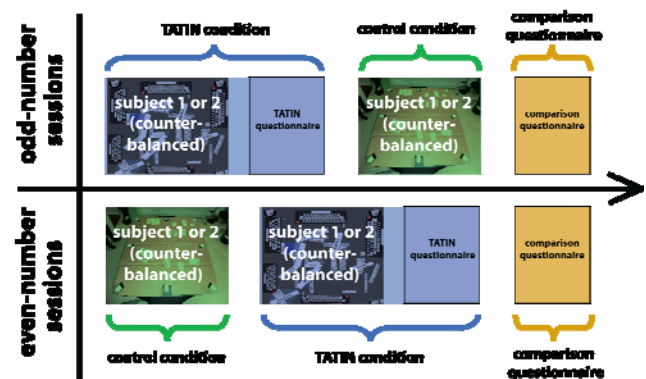 TATIN condition
control condition
comparison
questionnaire
odd-number
sessions
subject 1 or 2
(counter-
balanced)
TATIN
questionnaire
subject 1 or 2
(counter-
balanced)
comparison
questionnaire
even-number
sessions
subject 1 or 2
(counter-
balanced)
subject 1 or 2
(counter-
balanced)
TATIN
questionnaire
comparison
questionnaire
control condition
TATIN condition
comparison
questionnaire